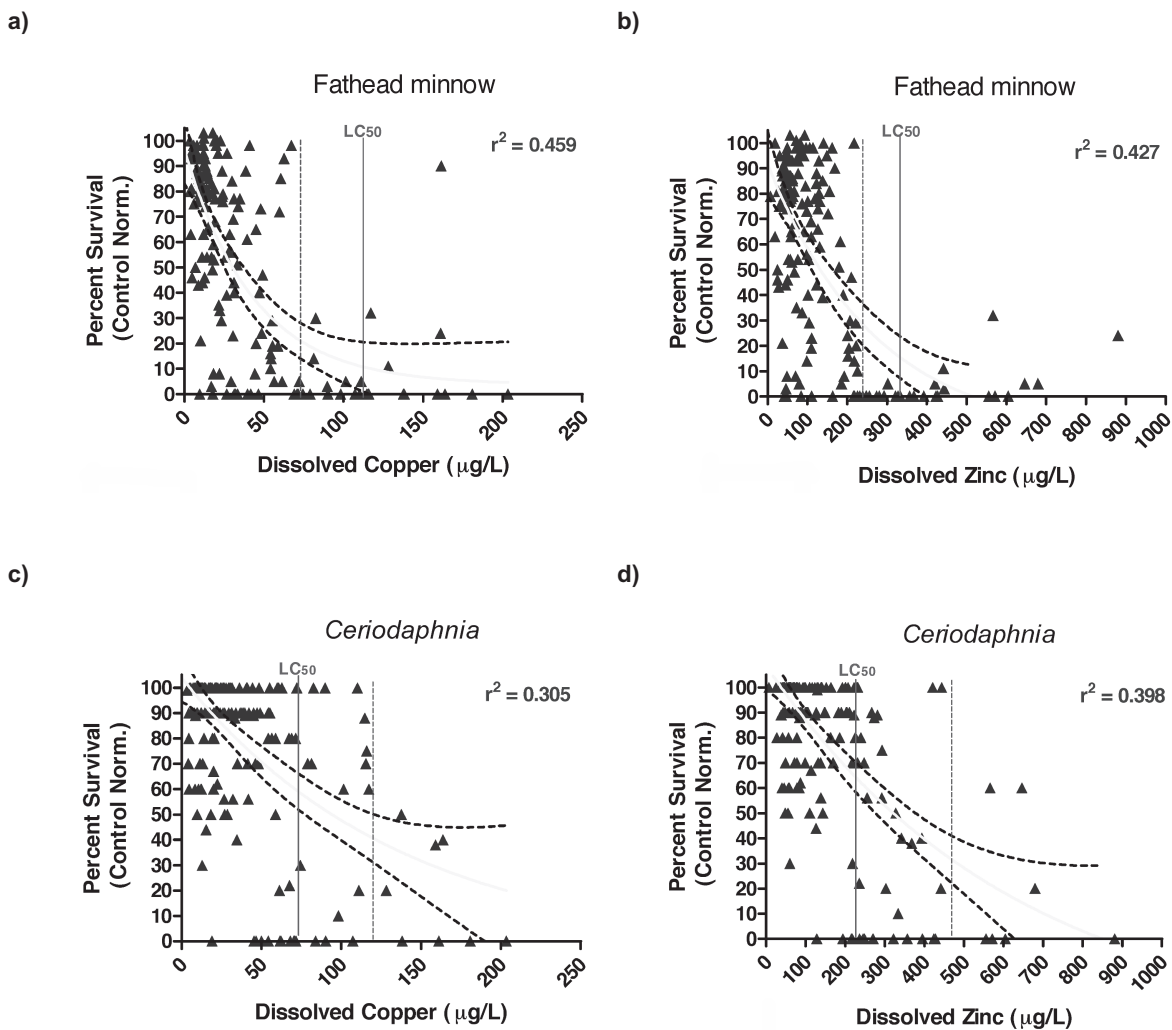 a)
Fathead minnow
LC50
r² = 0.459
100
90
80
70
60
50
40
30
20
10
0
Percent Survival
(Control Norm.)
0
50
100
150
200
250
Dissolved Copper (μg/L)
b)
Fathead minnow
LC50
r² = 0.427
100
90
80
70
60
50
40
30
20
10
0
Percent Survival
(Control Norm.)
0
100
200
300
400
500
600
700
800
900
1000
Dissolved Zinc (μg/L)
c)
Ceriodaphnia
LC50
r² = 0.305
100
90
80
70
60
50
40
30
20
10
0
Percent Survival
(Control Norm.)
0
50
100
150
200
250
Dissolved Copper (μg/L)
d)
Ceriodaphnia
LC50
r² = 0.398
100
90
80
70
60
50
40
30
20
10
0
Percent Survival
(Control Norm.)
0
100
200
300
400
500
600
700
800
900
1000
Dissolved Zinc (μg/L)